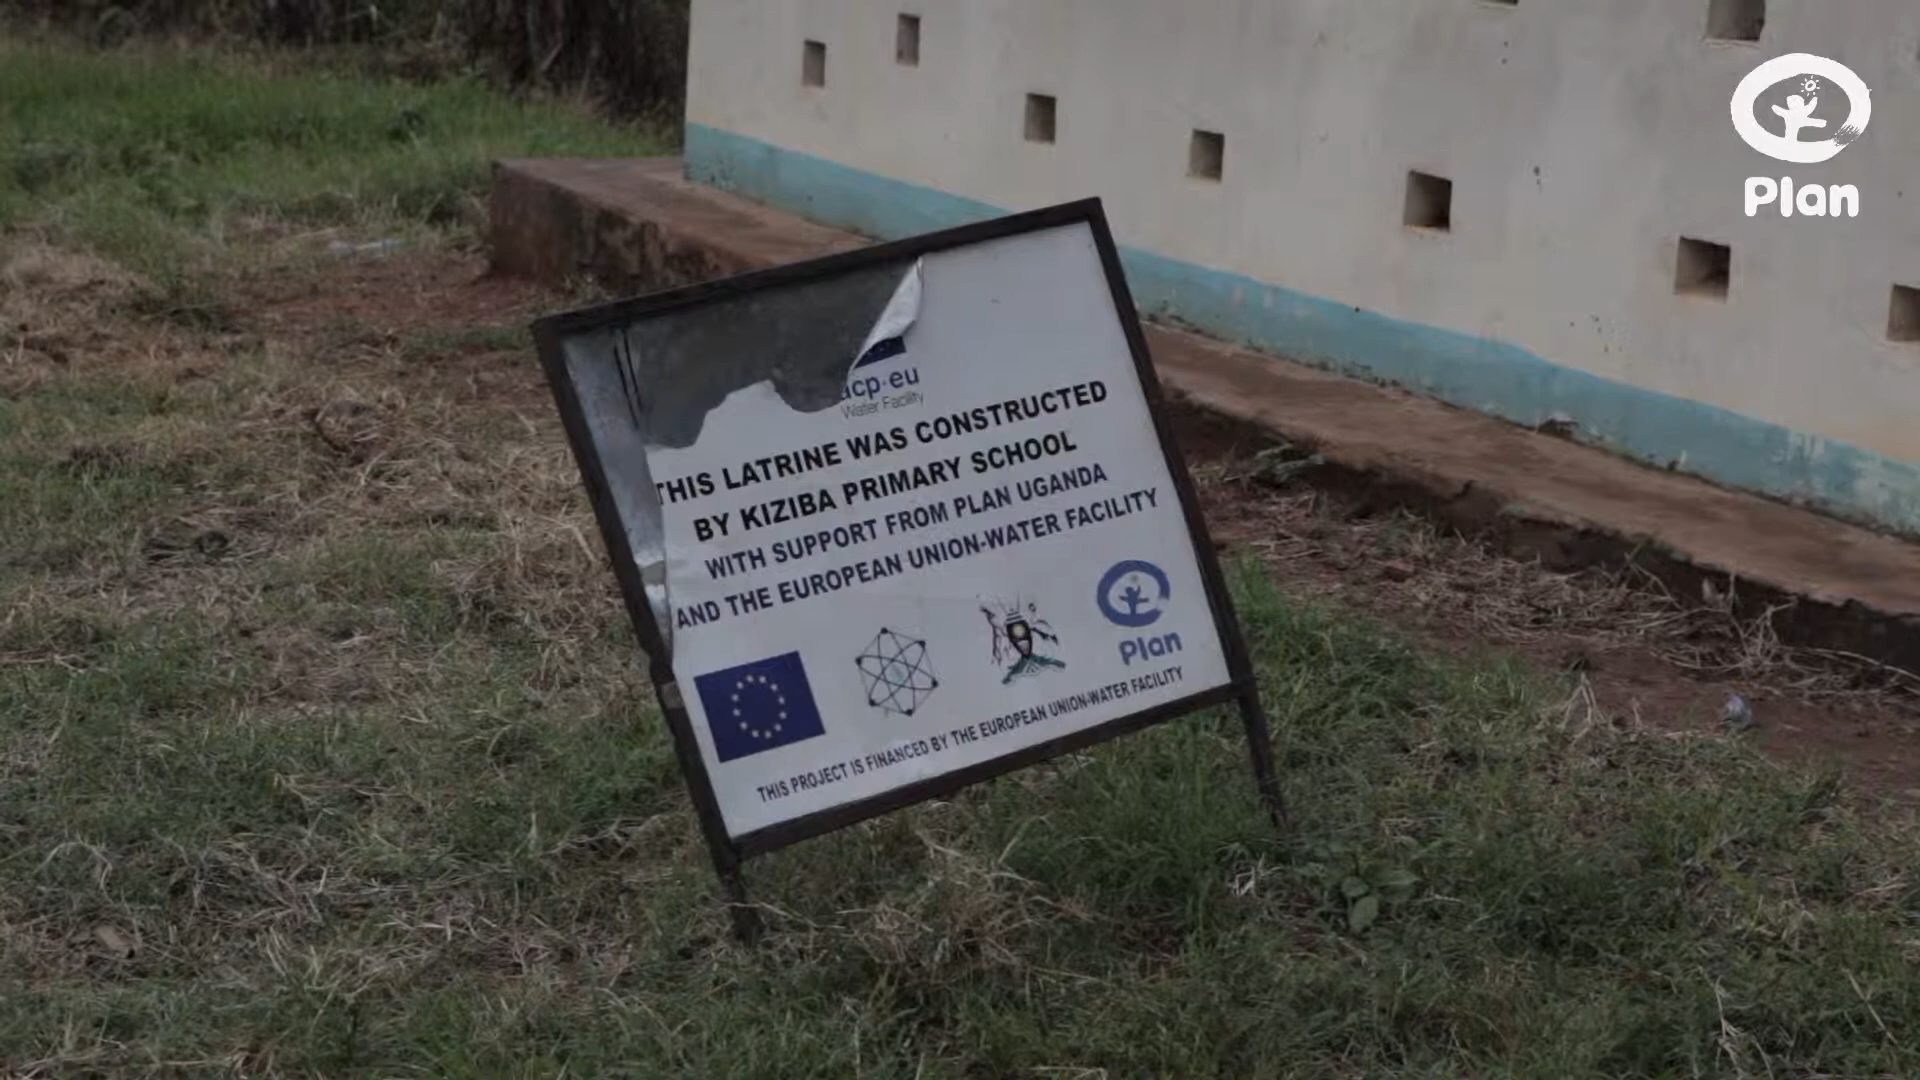 Plan
acp-eu
Water Facility
THIS LATRINE WAS CONSTRUCTED
BY KIZIBA PRIMARY SCHOOL
WITH SUPPORT FROM PLAN UGANDA
AND THE EUROPEAN UNION-WATER FACILITY
Plan
THIS PROJECT IS FINANCED BY THE EUROPEAN UNION-WATER FACILITY